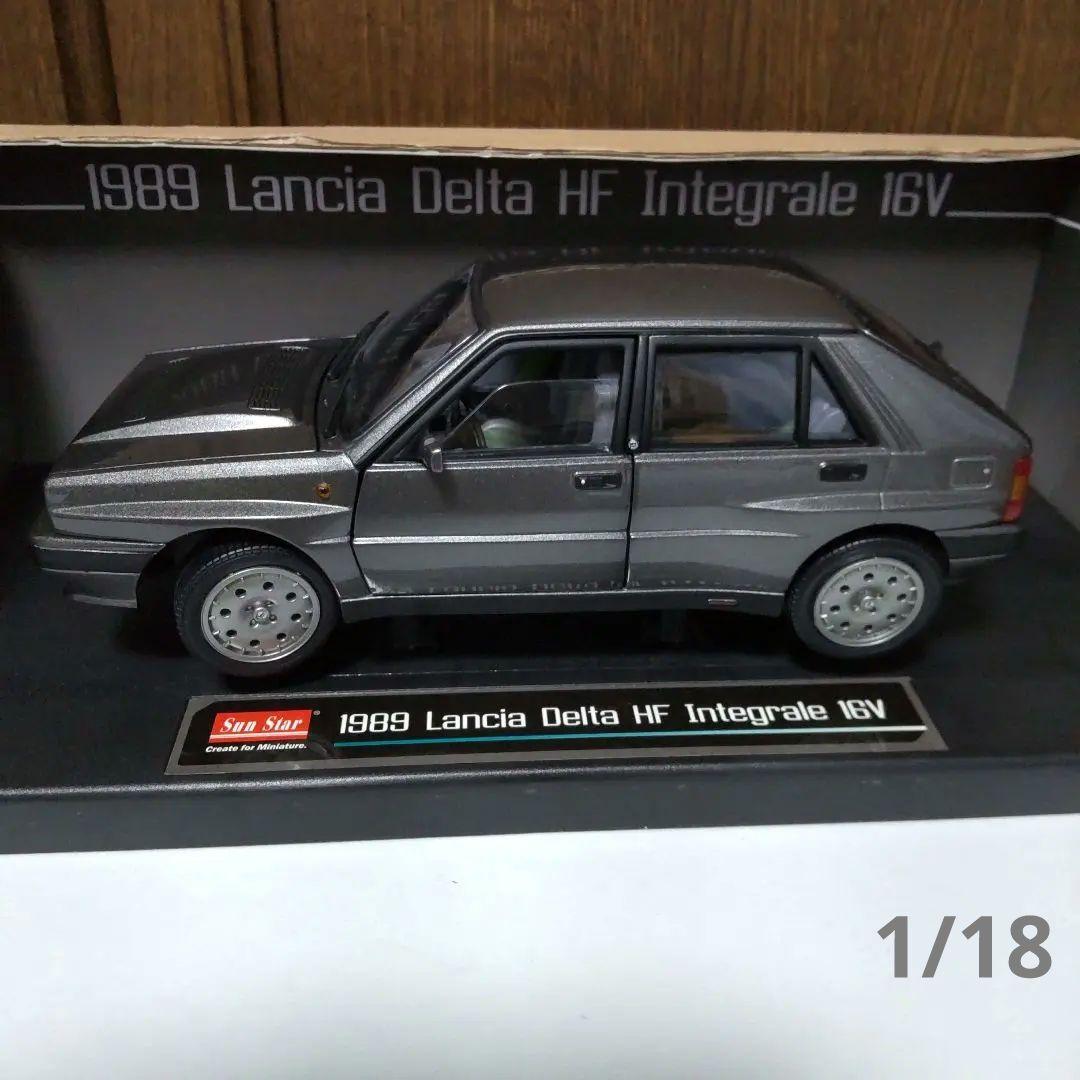 1989 Lancia Delta HF Integrale 16V
Sun Star®
Create for Miniature.
1989 Lancia Delta HF Integrale 16V
1/18